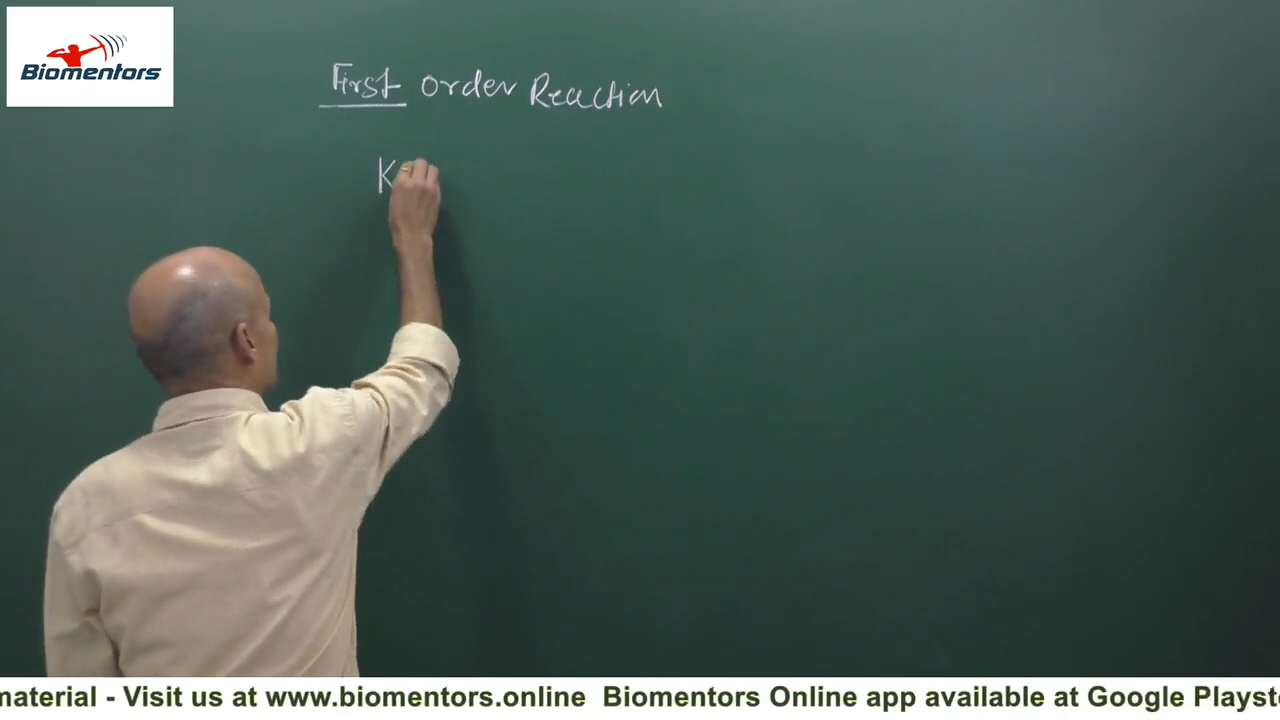 Biomentors
First order Reaction
K
material - Visit us at www.biomentors.online Biomentors Online app available at Google Playst